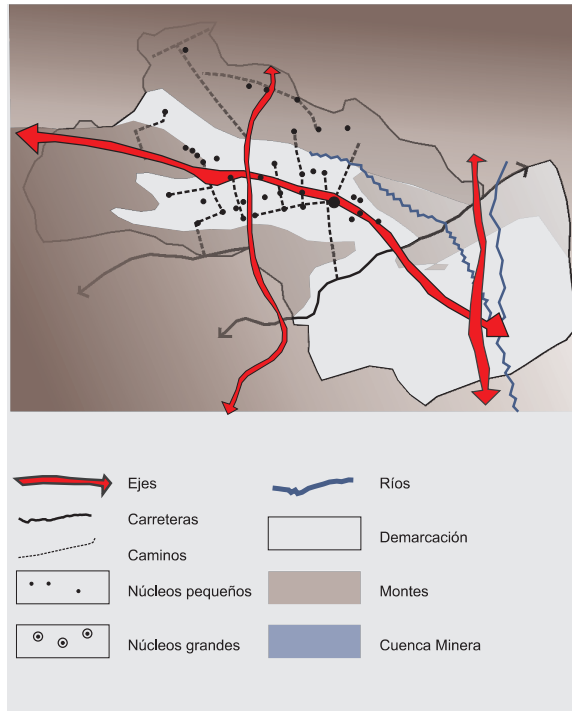 Ejes
Ríos
Carreteras
Demarcación
Caminos
Núcleos pequeños
Montes
Núcleos grandes
Cuenca Minera